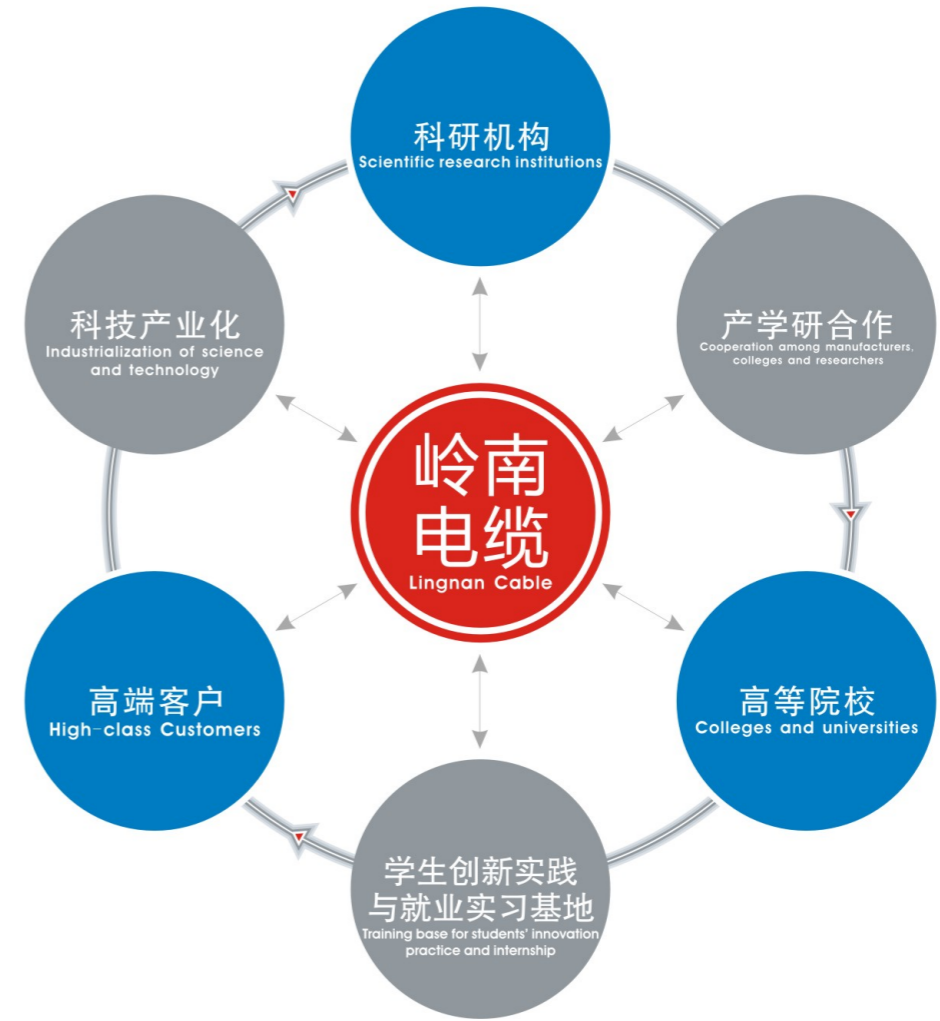 科研机构
Scientific research institutions
科技产业化
Industrialization of science
and technology
产学研合作
Cooperation among manufacturers,
colleges and researchers
岭南
电缆
Lingnan Cable
高端客户
High-class Customers
高等院校
Colleges and universities
学生创新实践
与就业实习基地
Training base for students' innovation
practice and internship